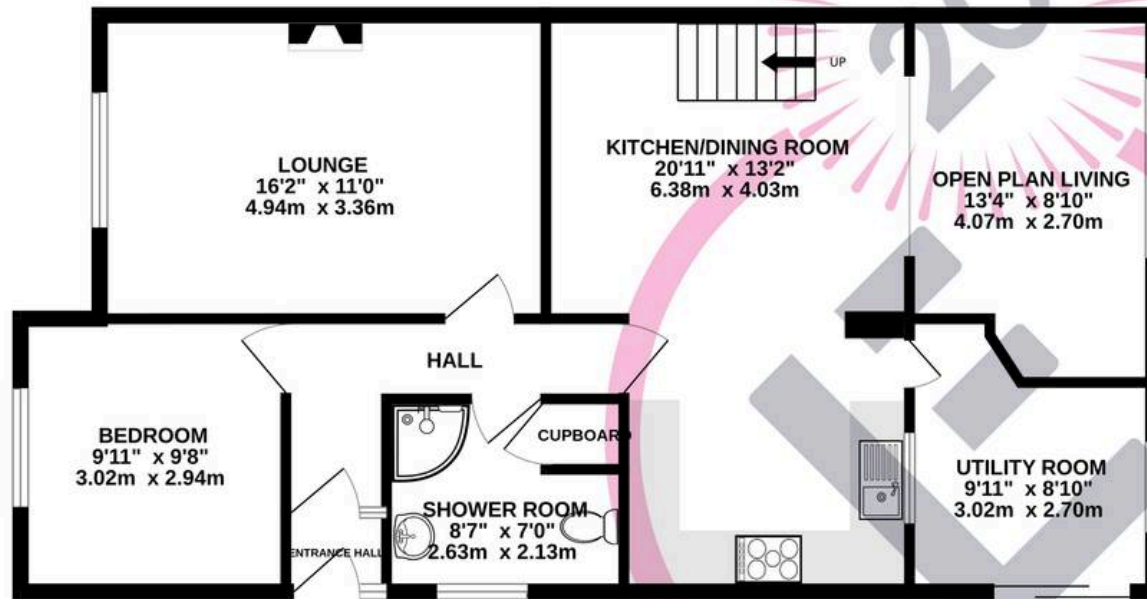 LOUNGE
16'2" x 11'0"
4.94m x 3.36m
KITCHEN/DINING ROOM
20'11" x 13'2"
6.38m x 4.03m
UP
OPEN PLAN LIVING
13'4" x 8'10"
4.07m x 2.70m
HALL
BEDROOM
9'11" x 9'8"
3.02m x 2.94m
CUPBOARD
SHOWER ROOM
8'7" x 7'0"
2.63m x 2.13m
ENTRANCE HALL
UTILITY ROOM
9'11" x 8'10"
3.02m x 2.70m